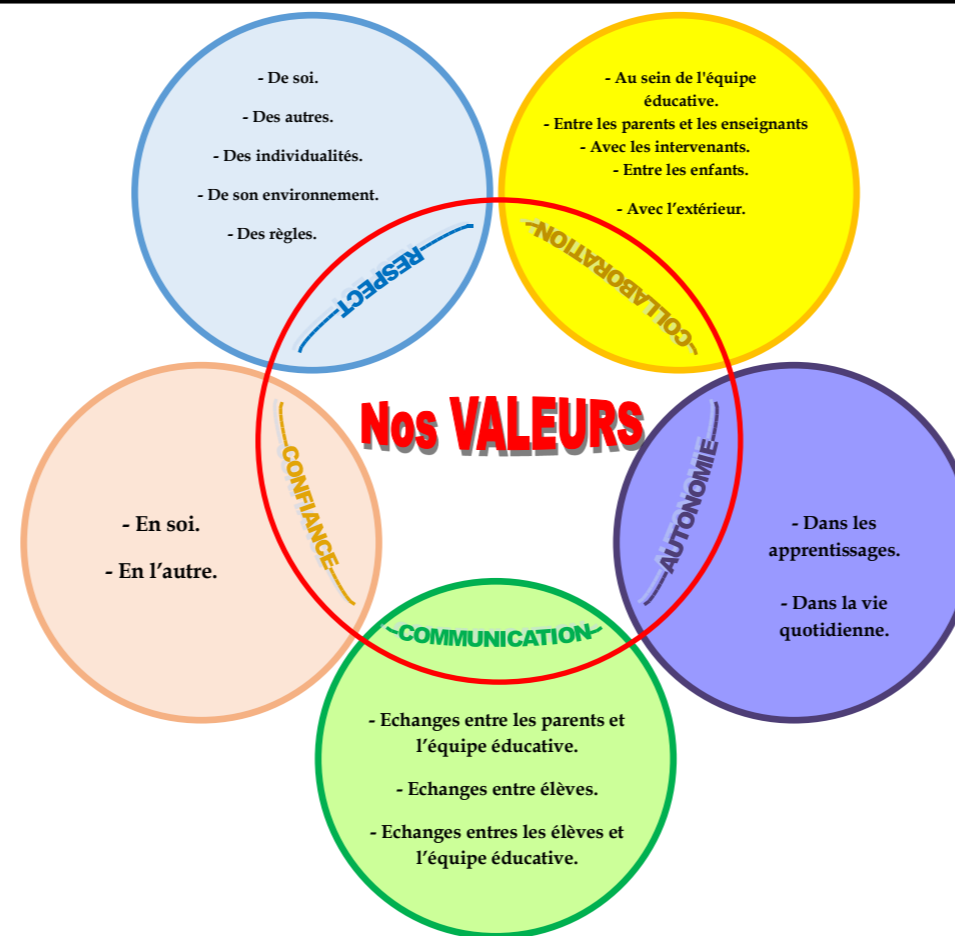 - De soi.
- Des autres.
- Des individualités.
- De son environnement.
- Des règles.
-RESPECT-
- Au sein de l'équipe
éducative.
- Entre les parents et les enseignants
- Avec les intervenants.
- Entre les enfants.
- Avec l’extérieur.
-COLLABORATION-
Nos VALEURS
-CONFIANCE-
- En soi.
- En l’autre.
-AUTONOMIE-
- Dans les
apprentissages.
- Dans la vie
quotidienne.
-COMMUNICATION-
- Echanges entre les parents et
l’équipe éducative.
- Echanges entre élèves.
- Echanges entres les élèves et
l’équipe éducative.